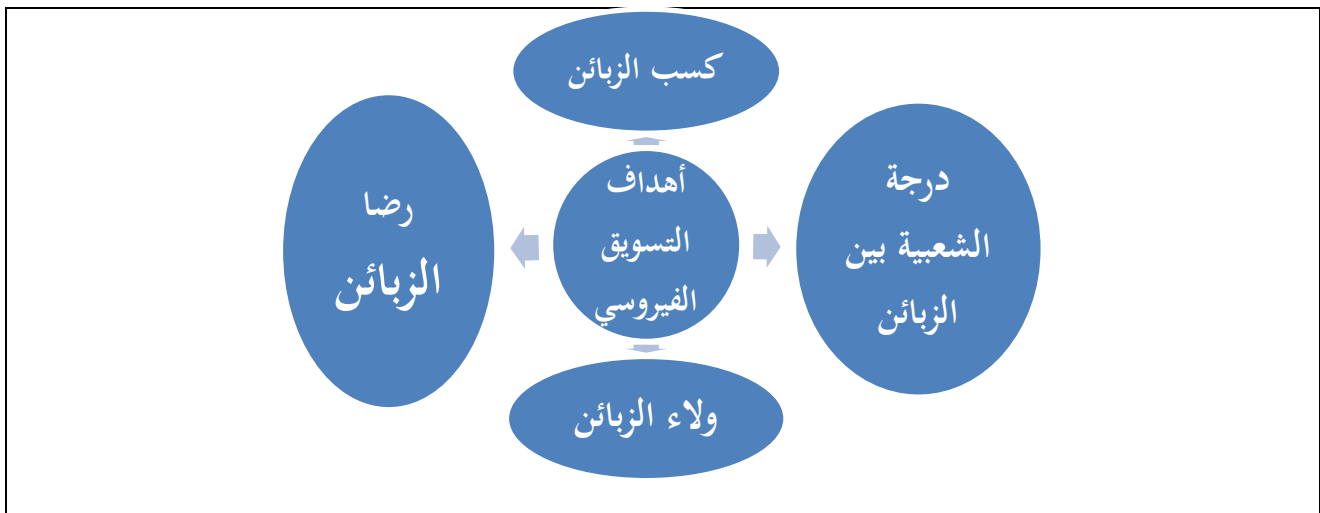 كسب الزبائن
درجة
الشعبية بين
الزبائن
أهداف
التسويق
الفيروسي
رضا
الزبائن
ولاء الزبائن